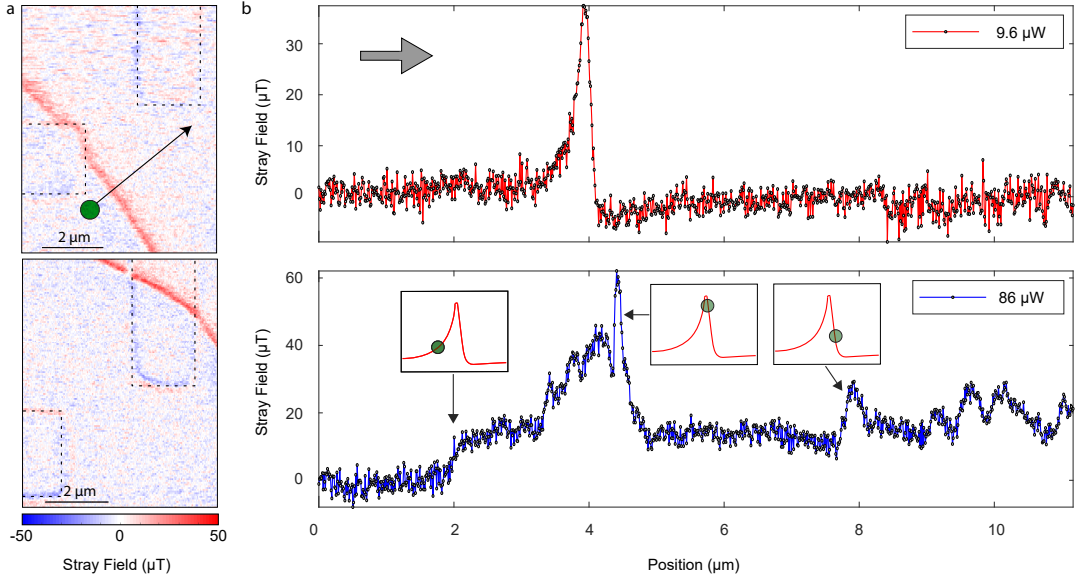 a
2 µm
2 µm
-50 0 50
Stray Field (µT)
b
30
20
10
0
Stray Field (µT)
9.6 µW
60
40
20
0
Stray Field (µT)
86 µW
0 2 4 6 8 10
Position (µm)